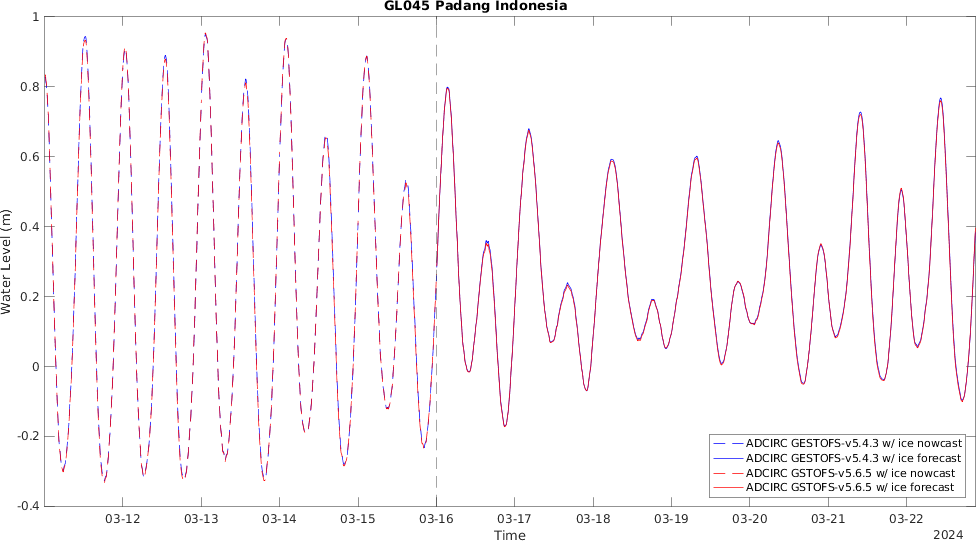 GL045 Padang Indonesia
1
0.8
0.6
0.4
0.2
0
-0.2
-0.4
Water Level (m)
03-12 03-13 03-14 03-15 03-16 03-17 03-18 03-19 03-20 03-21 03-22
Time
2024
ADCIRC GESTOFS-v5.4.3 w/ ice nowcast
ADCIRC GESTOFS-v5.4.3 w/ ice forecast
ADCIRC GSTOFS-v5.6.5 w/ ice nowcast
ADCIRC GSTOFS-v5.6.5 w/ ice forecast